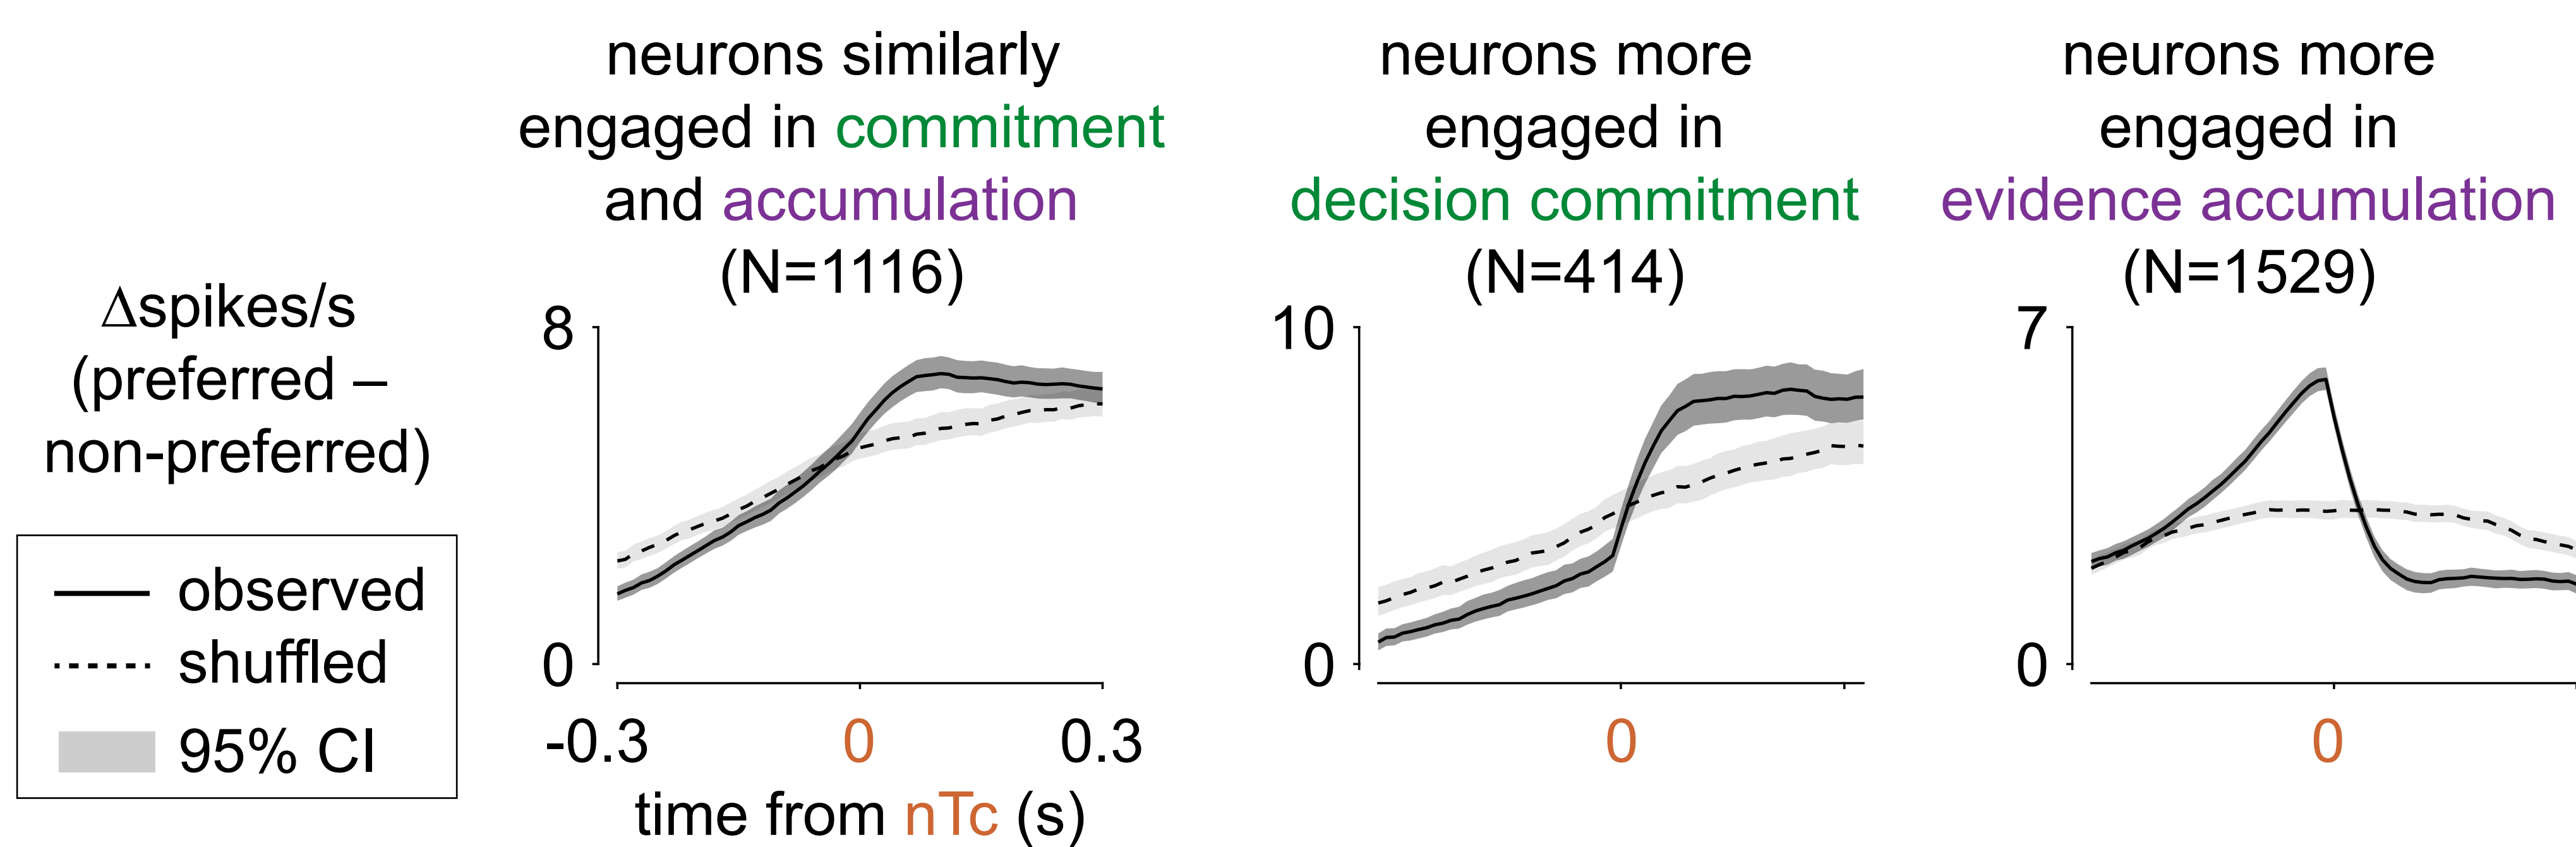 neurons similarly
engaged in commitment
and accumulation
(N=1116)
neurons more
engaged in
decision commitment
(N=414)
neurons more
engaged in
evidence accumulation
(N=1529)
Δspikes/s
(preferred –
non-preferred)
observed
shuffled
95% CI
8
0
-0.3
0
0.3
time from nTc (s)
10
0
0
7
0
0